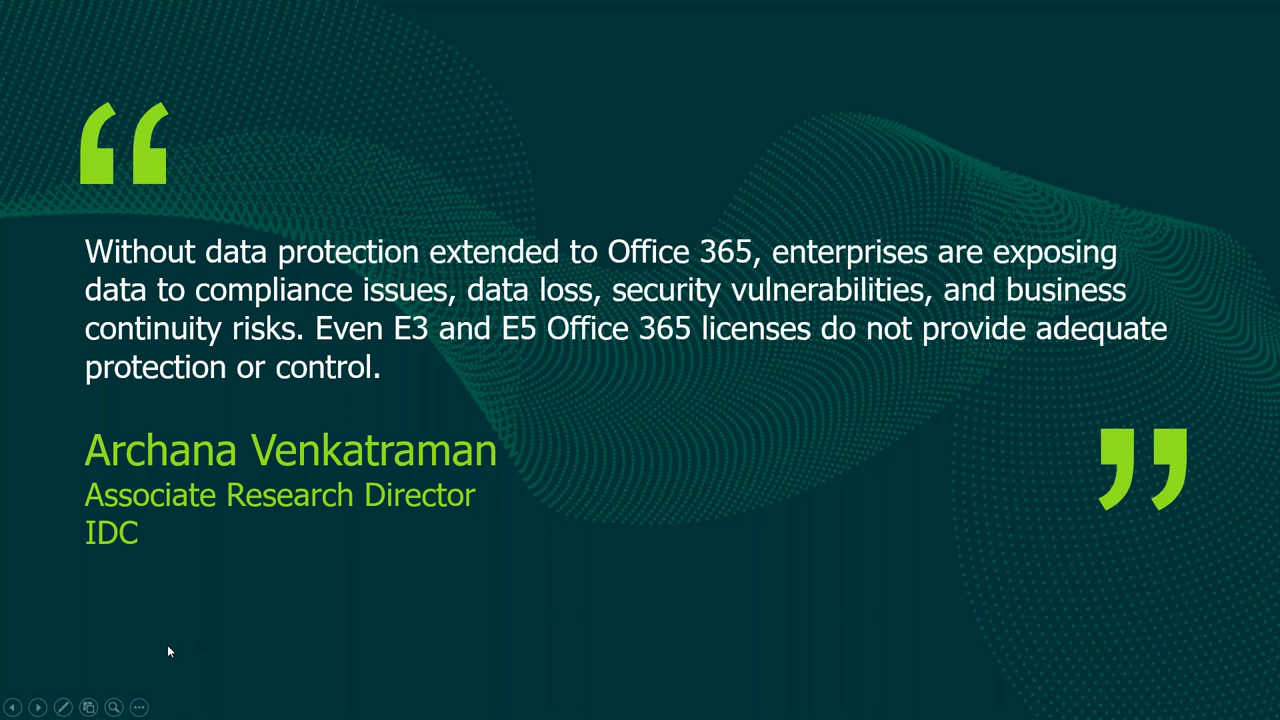 “
Without data protection extended to Office 365, enterprises are exposing
data to compliance issues, data loss, security vulnerabilities, and business
continuity risks. Even E3 and E5 Office 365 licenses do not provide adequate
protection or control.
Archana Venkatraman
Associate Research Director
IDC
”